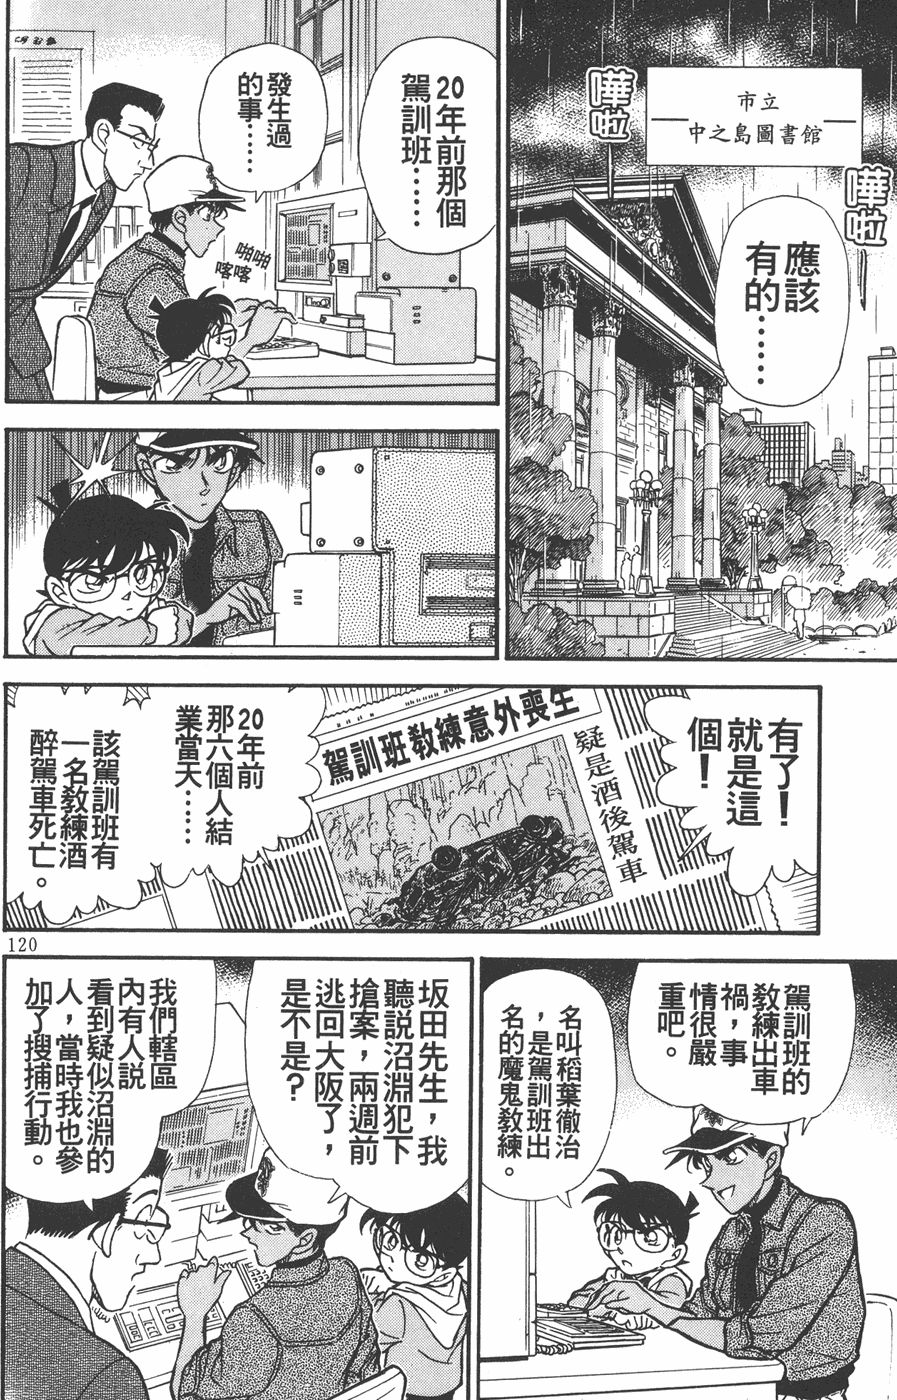 市立
中之島圖書館
嘩啦
嘩啦
應該
有的……
20年前那個
駕訓班……
發生過
的事……
啪啪
喀喀
有了！
就是這
個！
駕訓班教練意外喪生
疑是酒後駕車
20年前
那六個人結
業當天……
該駕訓班有
一名教練酒
醉駕車死亡。
120
駕訓班的
教練出車
禍，事
情很嚴
重吧。
名叫稻葉徹治
，是駕訓班出
名的魔鬼教練。
坂田先生，我
聽說沼淵犯下
搶案，兩週前
逃回大阪了，
是不是？
我們轄區
內有人說
看到疑似沼淵的
人，當時我也參
加了搜捕行動。